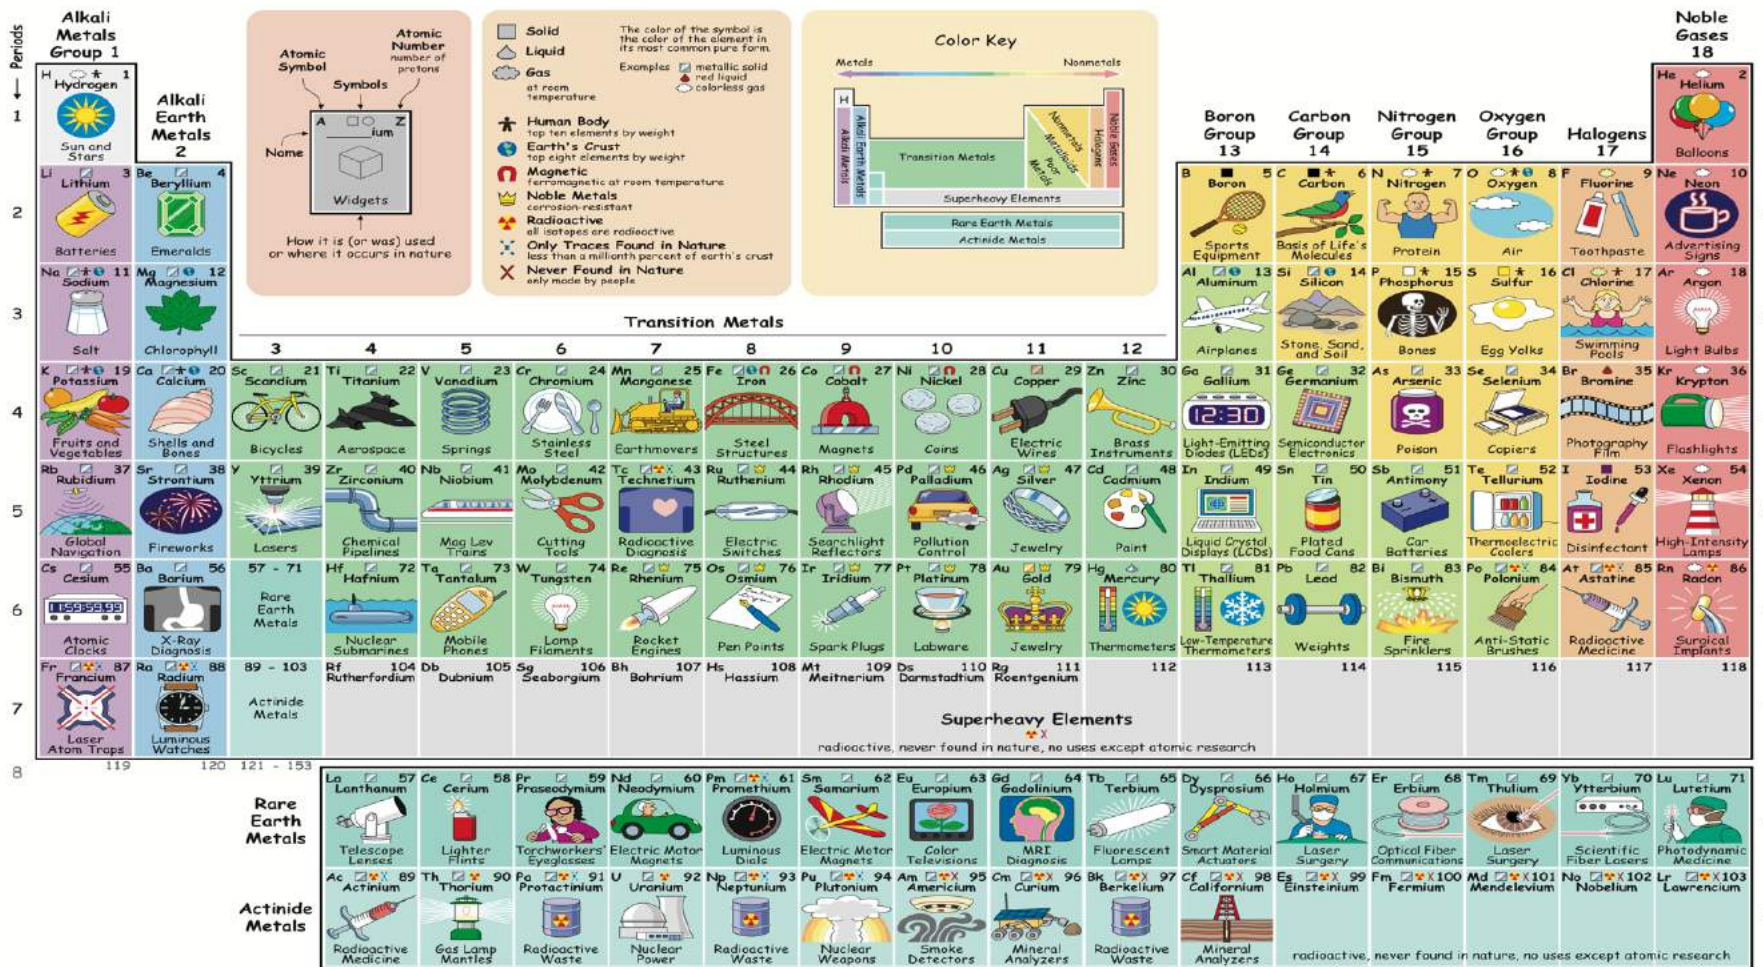 Periods
Alkali
Metals
Group 1
Alkali
Earth
Metals
2
Atomic
Symbol
Atomic
Number
number of
protons
Symbols
A Z
ium
Name
Widgets
How it is (or was) used
or where it occurs in nature
Solid
Liquid
Gas
at room
temperature
The color of the symbol is
the color of the element in
its most common pure form.
Examples
metallic solid
red liquid
colorless gas
Human Body
top ten elements by weight
Earth's Crust
top eight elements by weight
Magnetic
ferromagnetic at room temperature
Noble Metals
corrosion-resistant
Radioactive
all isotopes are radioactive
Only Traces Found in Nature
less than a millionth percent of earth's crust
Never Found in Nature
only made by people
Color Key
Metals Nonmetals
H
Alkali Metals
Alkali Earth Metals
Transition Metals
Nonmetals
Metalloids
Poor Metals
Halogens
Noble Gases
Superheavy Elements
Rare Earth Metals
Actinide Metals
Boron
Group
13
Carbon
Group
14
Nitrogen
Group
15
Oxygen
Group
16
Halogens
17
Noble
Gases
18
1
H 1
Hydrogen
Sun and
Stars
He 2
Helium
Balloons
2
Li 3
Lithium
Batteries
Be 4
Beryllium
Emeralds
B 5
Boron
Sports
Equipment
C 6
Carbon
Basis of Life's
Molecules
N 7
Nitrogen
Protein
O 8
Oxygen
Air
F 9
Fluorine
Toothpaste
Ne 10
Neon
Advertising
Signs
3
Na 11
Sodium
Salt
Mg 12
Magnesium
Chlorophyll
Transition Metals
3 4 5 6 7 8 9 10 11 12
Al 13
Aluminum
Airplanes
Si 14
Silicon
Stone, Sand,
and Soil
P 15
Phosphorus
Bones
S 16
Sulfur
Egg Yolks
Cl 17
Chlorine
Swimming
Pools
Ar 18
Argon
Light Bulbs
4
K 19
Potassium
Fruits and
Vegetables
Ca 20
Calcium
Shells and
Bones
Sc 21
Scandium
Bicycles
Ti 22
Titanium
Aerospace
V 23
Vanadium
Springs
Cr 24
Chromium
Stainless
Steel
Mn 25
Manganese
Earthmovers
Fe 26
Iron
Steel
Structures
Co 27
Cobalt
Magnets
Ni 28
Nickel
Coins
Cu 29
Copper
Electric
Wires
Zn 30
Zinc
Brass
Instruments
Ga 31
Gallium
12:30
Light-Emitting
Diodes (LEDs)
Ge 32
Germanium
Semiconductor
Electronics
As 33
Arsenic
Poison
Se 34
Selenium
Copiers
Br 35
Bromine
Photography
Film
Kr 36
Krypton
Flashlights
5
Rb 37
Rubidium
Global
Navigation
Sr 38
Strontium
Fireworks
Y 39
Yttrium
Lasers
Zr 40
Zirconium
Chemical
Pipelines
Nb 41
Niobium
Mag Lev
Trains
Mo 42
Molybdenum
Cutting
Tools
Tc 43
Technetium
Radioactive
Diagnosis
Ru 44
Ruthenium
Electric
Switches
Rh 45
Rhodium
Searchlight
Reflectors
Pd 46
Palladium
Pollution
Control
Ag 47
Silver
Jewelry
Cd 48
Cadmium
Paint
In 49
Indium
Liquid Crystal
Displays (LCDs)
Sn 50
Tin
Plated
Food Cans
Sb 51
Antimony
Car
Batteries
Te 52
Tellurium
Thermoelectric
Coolers
I 53
Iodine
Disinfectant
Xe 54
Xenon
High-Intensity
Lamps
6
Cs 55
Cesium
1:59:59.93
Atomic
Clocks
Ba 56
Barium
X-Ray
Diagnosis
57 - 71
Rare
Earth
Metals
Hf 72
Hafnium
Nuclear
Submarines
Ta 73
Tantalum
Mobile
Phones
W 74
Tungsten
Lamp
Filaments
Re 75
Rhenium
Rocket
Engines
Os 76
Osmium
Pen Points
Ir 77
Iridium
Spark Plugs
Pt 78
Platinum
Labware
Au 79
Gold
Jewelry
Hg 80
Mercury
Thermometers
Tl 81
Thallium
Low-Temperature
Thermometers
Pb 82
Lead
Weights
Bi 83
Bismuth
Fire
Sprinklers
Po 84
Polonium
Anti-Static
Brushes
At 85
Astatine
Radioactive
Medicine
Rn 86
Radon
Surgical
Implants
7
Fr 87
Francium
Laser
Atom Traps
Ra 88
Radium
Luminous
Watches
89 - 103
Actinide
Metals
Rf 104
Rutherfordium
Db 105
Dubnium
Sg 106
Seaborgium
Bh 107
Bohrium
Hs 108
Hassium
Mt 109
Meitnerium
Ds 110
Darmstadtium
Rg 111
Roentgenium
112 113 114 115 116 117 118
Superheavy Elements
radioactive, never found in nature, no uses except atomic research
8 119 120 121 - 153
Rare
Earth
Metals
La 57
Lanthanum
Telescope
Lenses
Ce 58
Cerium
Lighter
Flints
Pr 59
Praseodymium
Torchworkers'
Eyeglasses
Nd 60
Neodymium
Electric Motor
Magnets
Pm 61
Promethium
Luminous
Dials
Sm 62
Samarium
Electric Motor
Magnets
Eu 63
Europium
Color
Televisions
Gd 64
Gadolinium
MRI
Diagnosis
Tb 65
Terbium
Fluorescent
Lamps
Dy 66
Dysprosium
Smart Material
Actuators
Ho 67
Holmium
Laser
Surgery
Er 68
Erbium
Optical Fiber
Communications
Tm 69
Thulium
Laser
Surgery
Yb 70
Ytterbium
Scientific
Fiber Lasers
Lu 71
Lutetium
Photodynamic
Medicine
Actinide
Metals
Ac 89
Actinium
Radioactive
Medicine
Th 90
Thorium
Gas Lamp
Mantles
Pa 91
Protactinium
Radioactive
Waste
U 92
Uranium
Nuclear
Power
Np 93
Neptunium
Radioactive
Waste
Pu 94
Plutonium
Nuclear
Weapons
Am 95
Americium
Smoke
Detectors
Cm 96
Curium
Mineral
Analyzers
Bk 97
Berkelium
Radioactive
Waste
Cf 98
Californium
Mineral
Analyzers
Es 99
Einsteinium
Fm 100
Fermium
Md 101
Mendelevium
No 102
Nobelium
Lr 103
Lawrencium
radioactive, never found in nature, no uses except atomic research